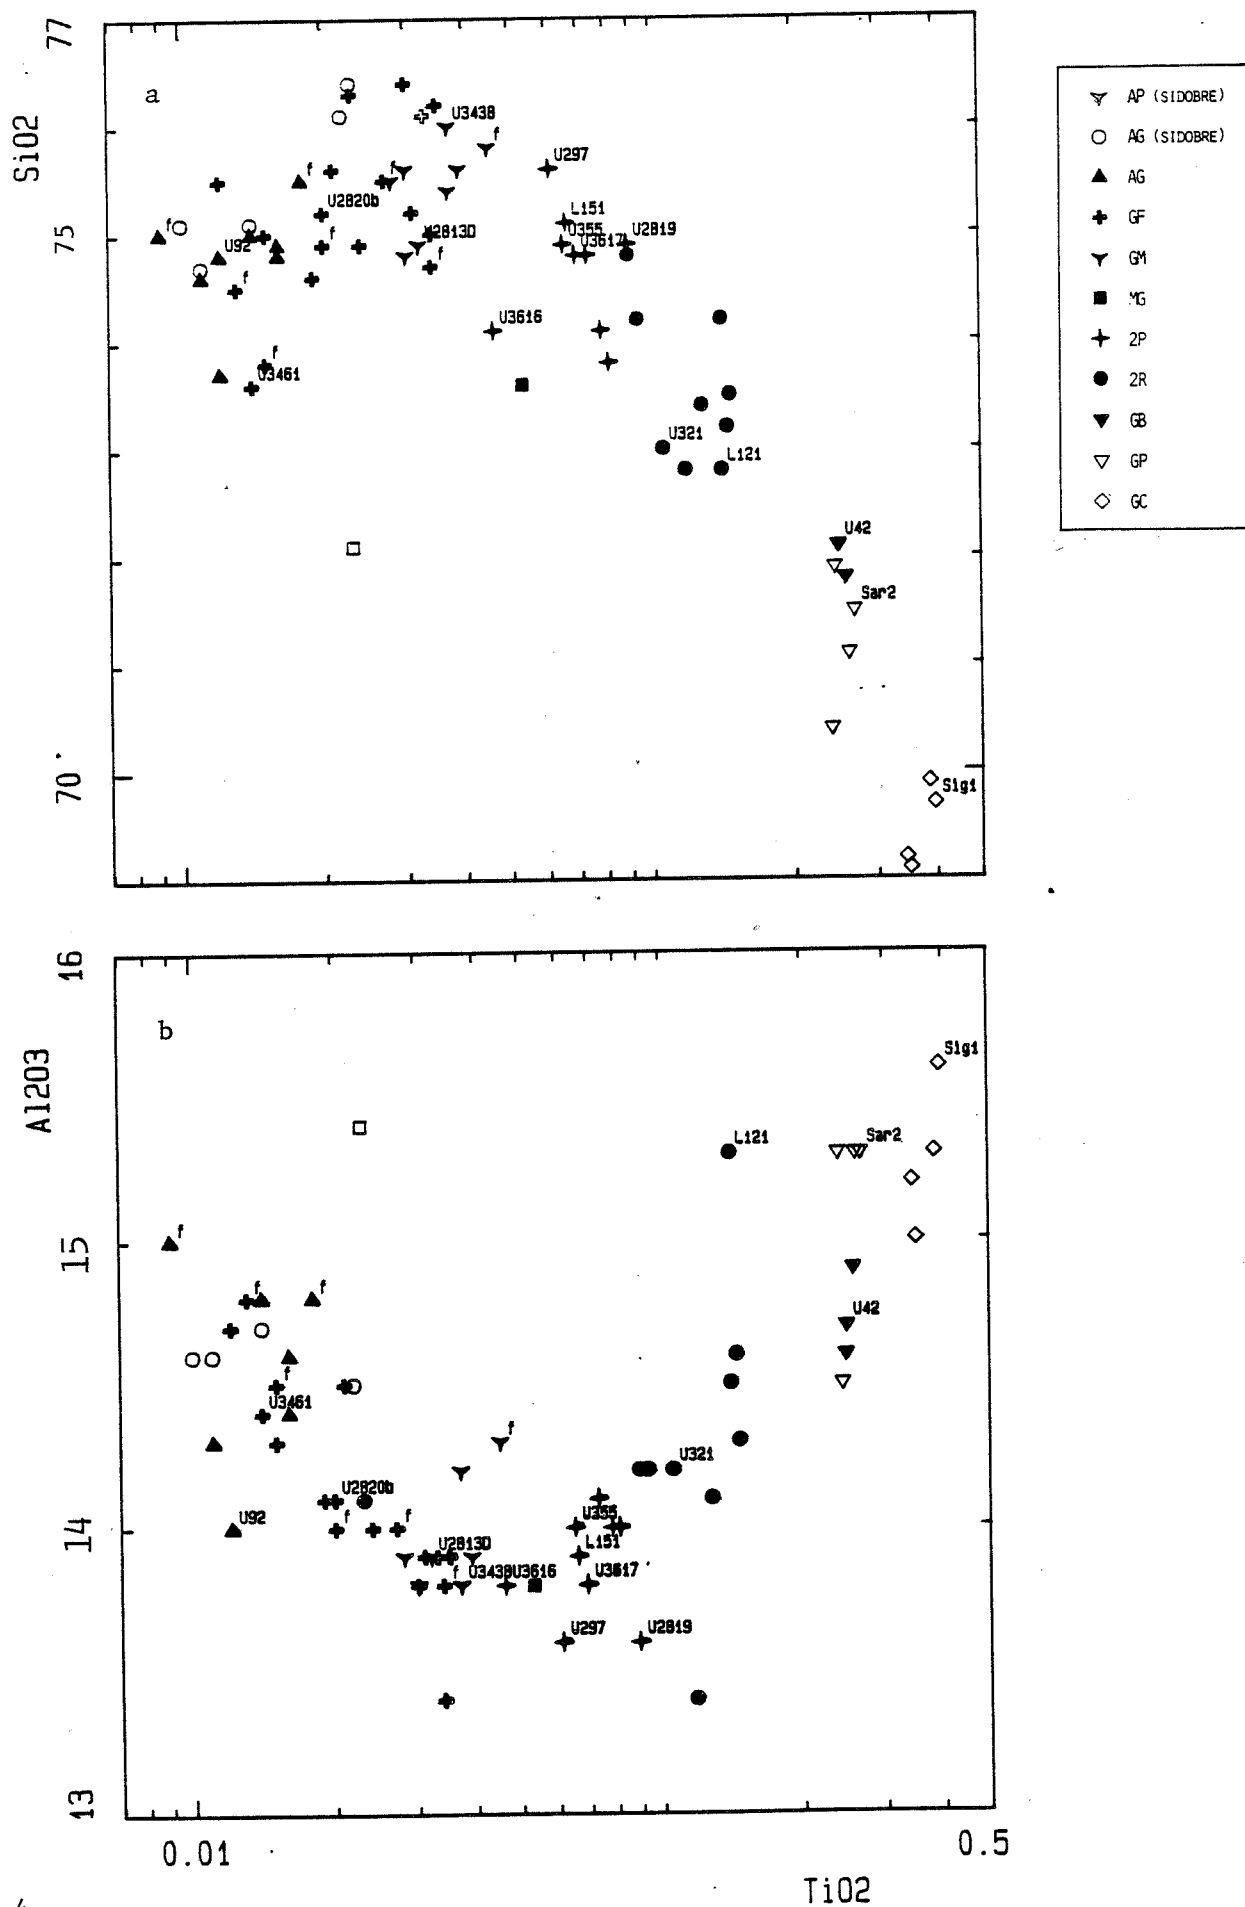 77
a
SiO2
75
70
U3438
f
f
f
U297
U2820b
f
L151
U2813D
U355
U2819
U92
f
U3617
f
f
U3616
f
U3461
U321
L121
U42
Sar2
Sig1
AP (SIDOBRE)
AG (SIDOBRE)
AG
GF
GM
MG
2P
2R
GB
GP
GC
16
b
Al2O3
15
14
13
Sig1
L121
Sar2
f
f
f
U42
f
U3461
f
U321
U2820b
U92
f
f
U355
U2813D
L151
f
U3438
U3616
U3617
U297
U2819
0.01
0.5
TiO2